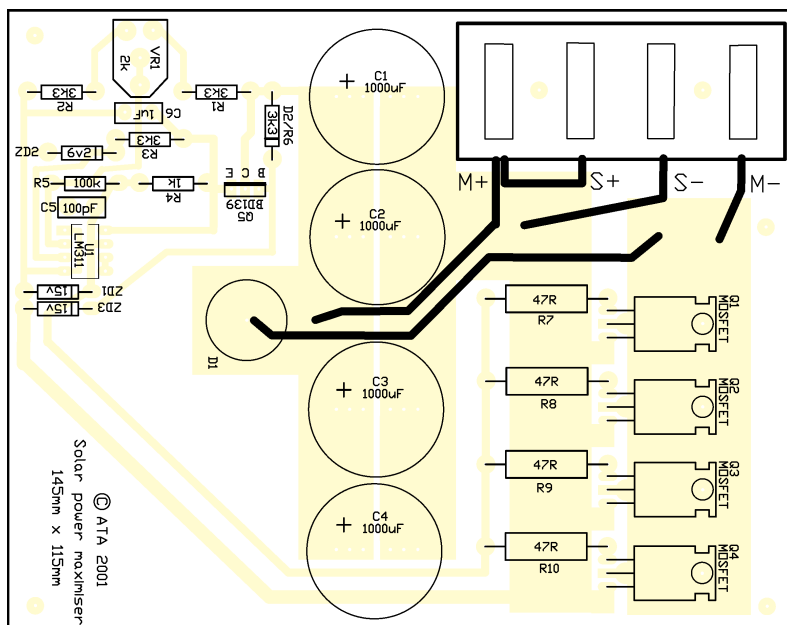 VR1
2k
3k3
R2
3k3
R1
C6 1uF
3k3
R3
D2/R6
3k3
ZD2 9v2
R5 100k
1k
R4
C5 100pF
E C B
Q5
BD139
U1
LM311
15v ZD1
15v ZD3
D1
C1
1000uF
C2
1000uF
C3
1000uF
C4
1000uF
M+ S+ S- M-
47R
R7
47R
R8
47R
R9
47R
R10
Q1
MOSFET
Q2
MOSFET
Q3
MOSFET
Q4
MOSFET
© ATA 2001
Solar power maximiser
145mm x 115mm